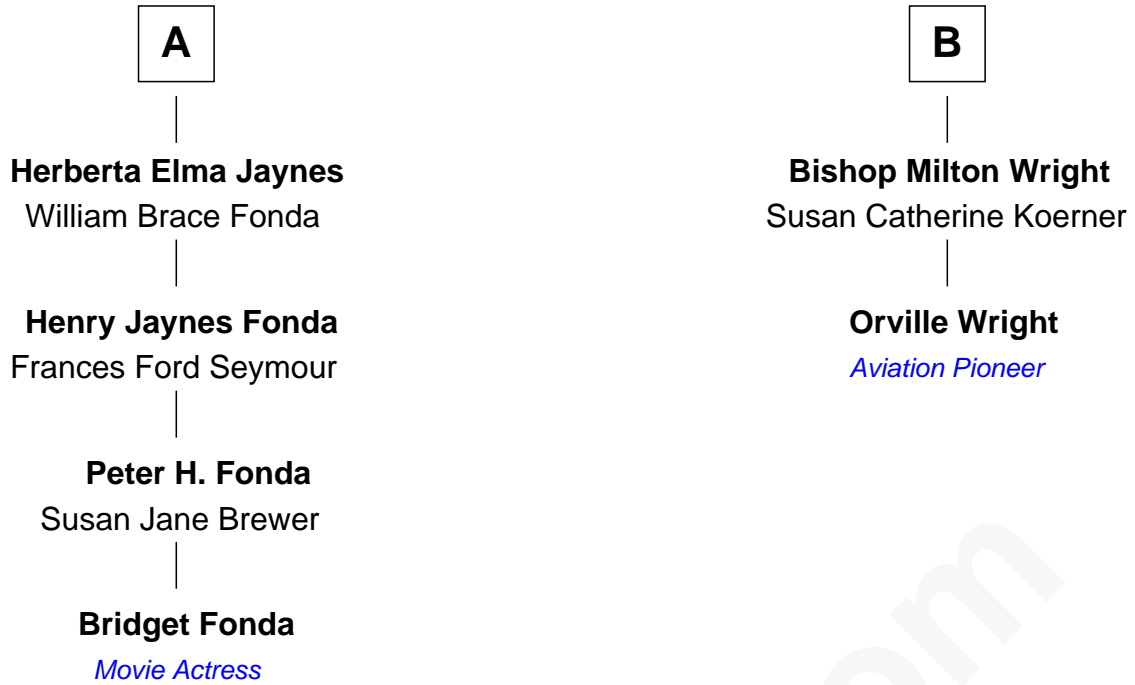 A
Herberta Elma Jaynes
William Brace Fonda
Henry Jaynes Fonda
Frances Ford Seymour
Peter H. Fonda
Susan Jane Brewer
Bridget Fonda
Movie Actress
B
Bishop Milton Wright
Susan Catherine Koerner
Orville Wright
Aviation Pioneer
om